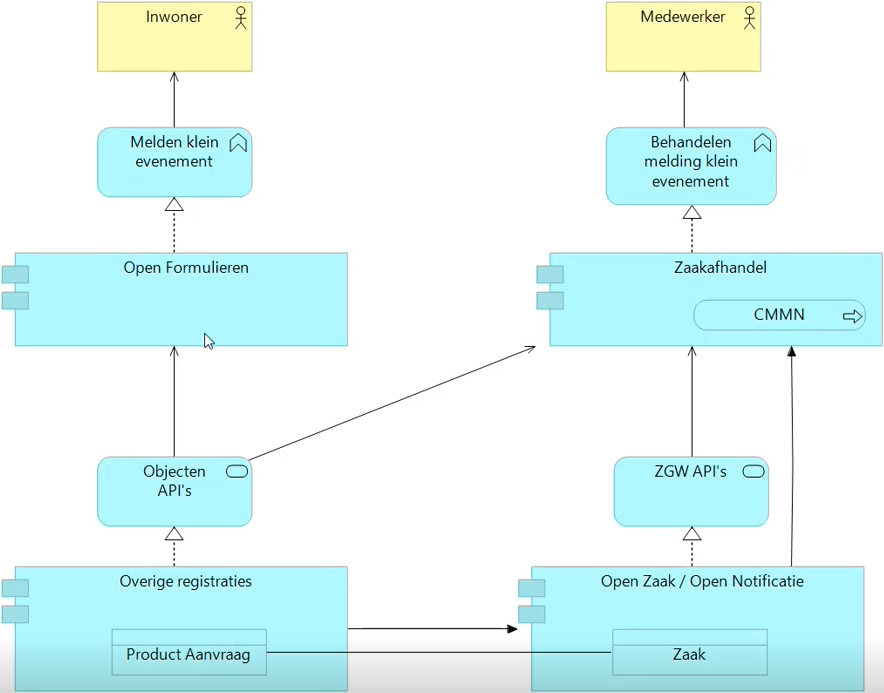 Inwoner
Medewerker
Melden klein
evenement
Behandelen
melding klein
evenement
Open Formulieren
Zaakafhandel
CMMN
Objecten
API's
ZGW API's
Overige registraties
Open Zaak / Open Notificatie
Product Aanvraag
Zaak